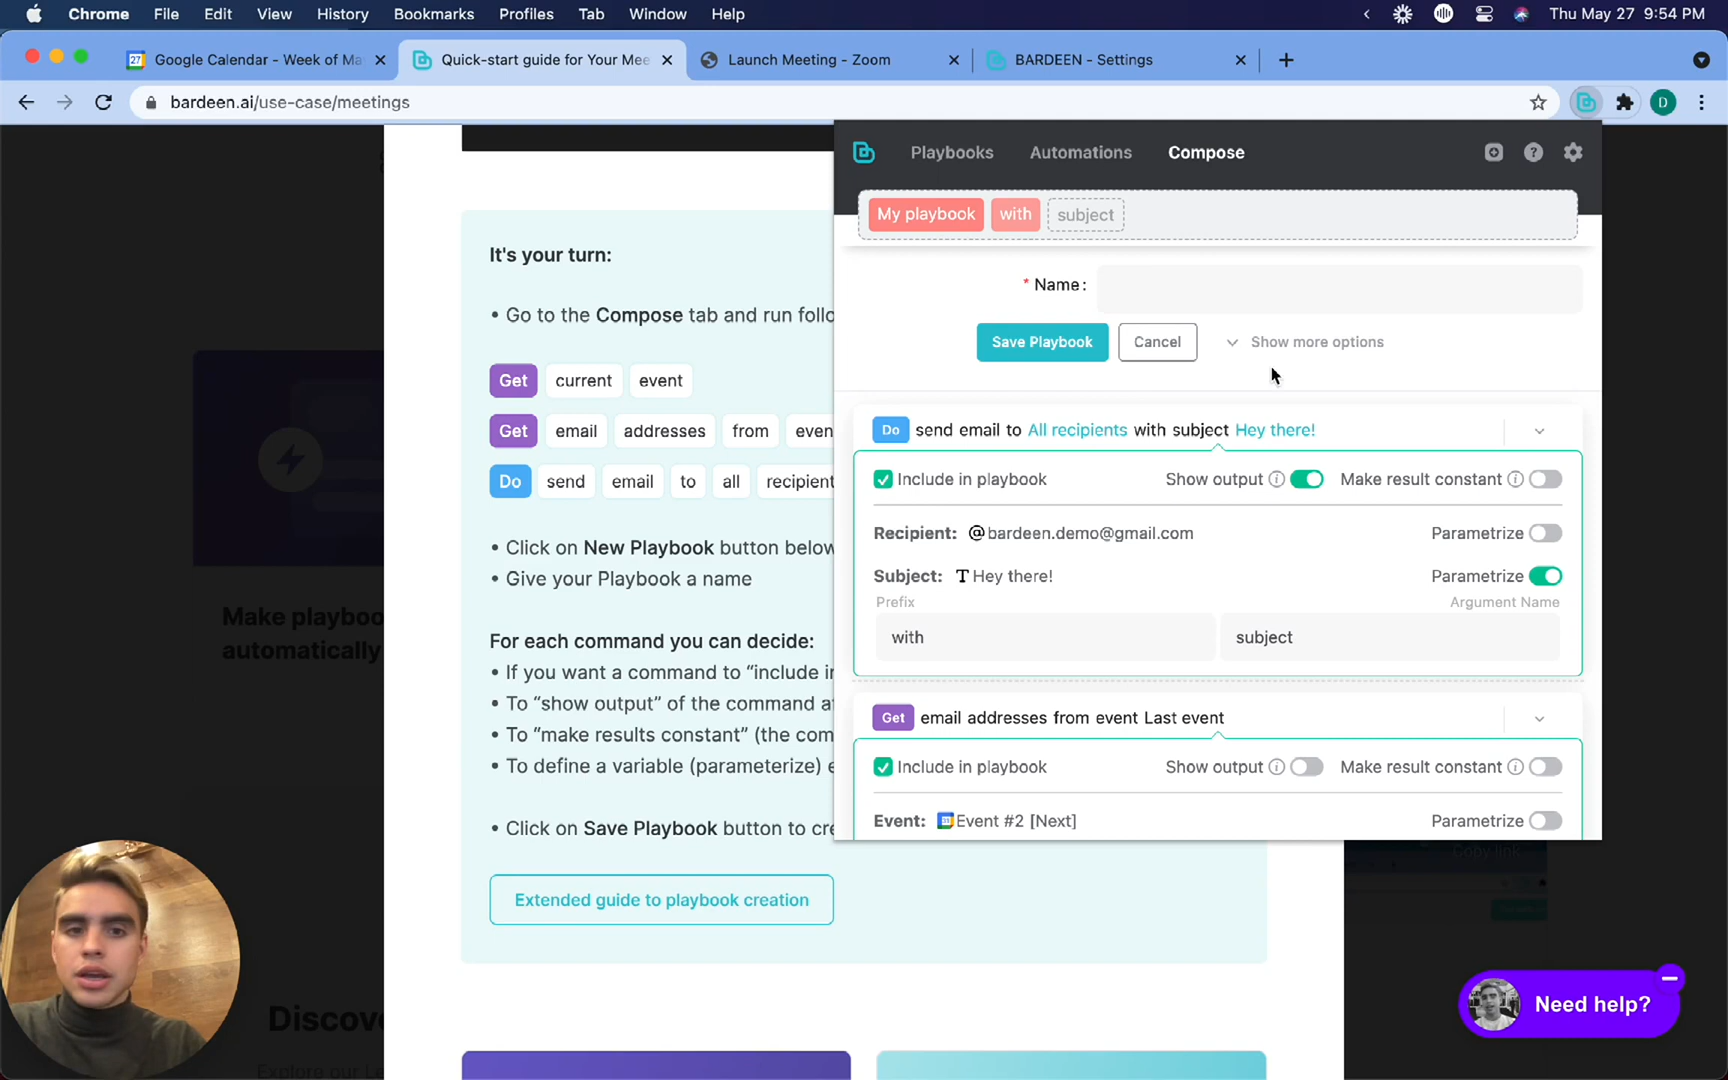 Chrome File Edit View History Bookmarks Profiles Tab Window Help Thu May 27 9:54 PM
27 Google Calendar - Week of Ma
Quick-start guide for Your Mee
Launch Meeting - Zoom
BARDEEN - Settings
bardeen.ai/use-case/meetings
D
Playbooks Automations Compose
My playbook with subject
* Name:
Save Playbook Cancel Show more options
Do send email to All recipients with subject Hey there!
Include in playbook Show output Make result constant
Recipient: @bardeen.demo@gmail.com Parametrize
Subject: T Hey there! Parametrize
Prefix Argument Name
with subject
Get email addresses from event Last event
Include in playbook Show output Make result constant
Event: Event #2 [Next] Parametrize
It's your turn:
• Go to the Compose tab and run follo
Get current event
Get email addresses from even
Do send email to all recipient
• Click on New Playbook button below
• Give your Playbook a name
For each command you can decide:
• If you want a command to “include in
• To “show output” of the command at
• To “make results constant” (the com
• To define a variable (parameterize) e
• Click on Save Playbook button to cre
Extended guide to playbook creation
Make playboo
automatically
Discove
Explore our Le
Copy link
Need help?